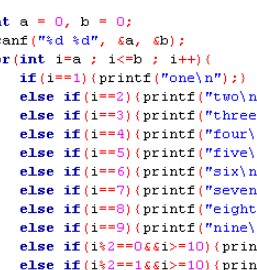 nt a = 0, b = 0;
canf("%d %d", &a, &b);
or(int i=a ; i<=b ; i++){
if(i==1){printf("one\n");}
else if(i==2){printf("two\n
else if(i==3){printf("three
else if(i==4){printf("four\
else if(i==5){printf("five\
else if(i==6){printf("six\n
else if(i==7){printf("seven
else if(i==8){printf("eight
else if(i==9){printf("nine\
else if(i%2==0&&i>=10){prin
else if(i%2==1&&i>=10){prin